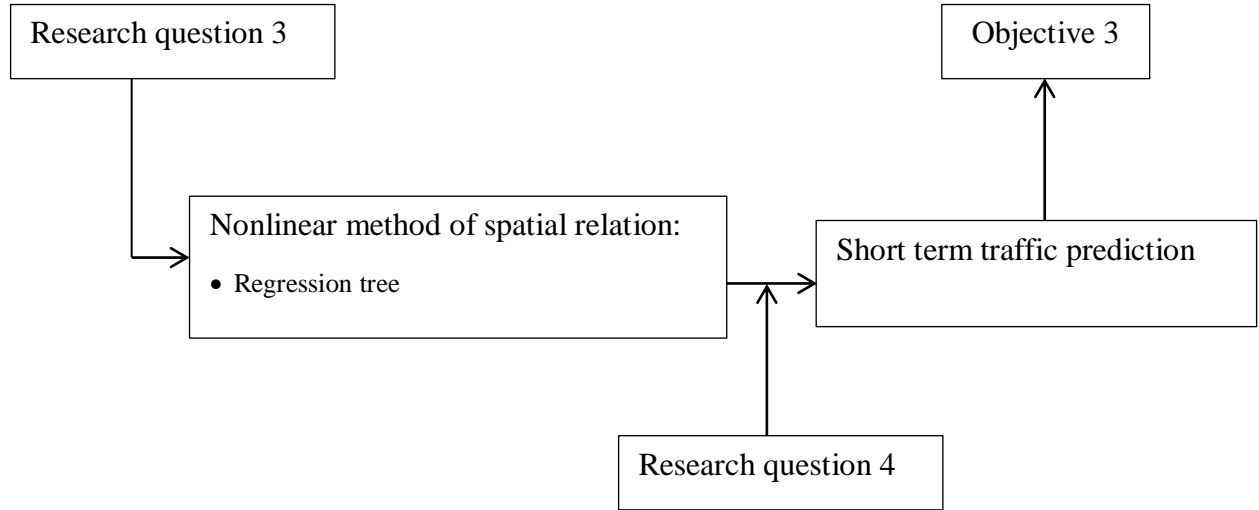 Research question 3
Objective 3
Nonlinear method of spatial relation:
• Regression tree
Short term traffic prediction
Research question 4